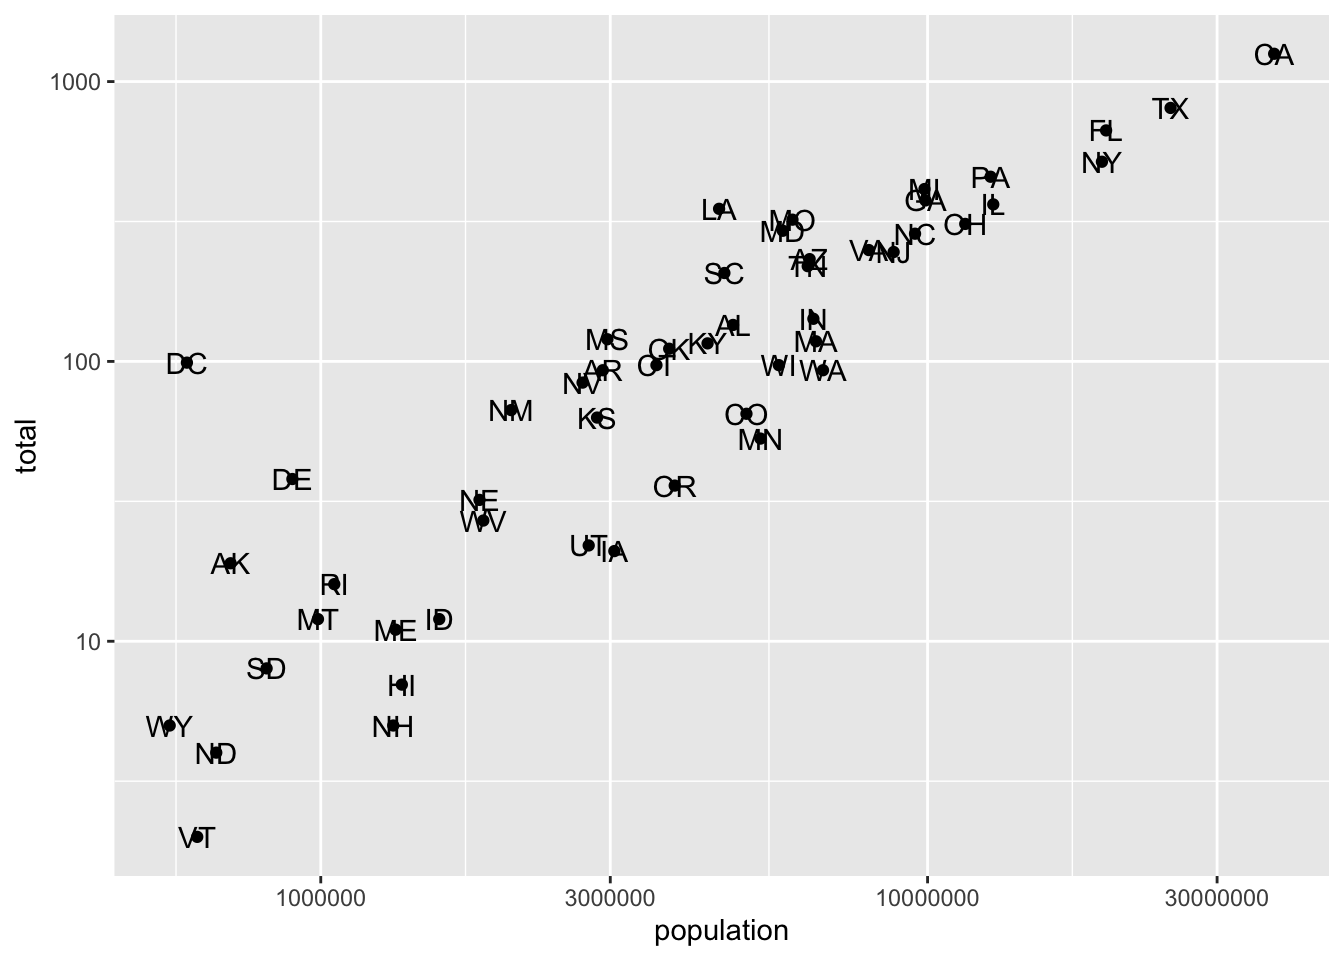 1000
100
10
total
CA
TX
FL
NY
PA
MI
GA
IL
LA
MO
MD
OH
NC
VA
NJ
AZ
TN
SC
IN
AL
MA
MS
OK
KY
DC
CT
WI
WA
AR
NV
NM
KS
CO
MN
DE
OR
NE
WV
UT
IA
AK
RI
MT
ID
ME
SD
HI
WY
NH
ND
VT
1000000
3000000
10000000
30000000
population